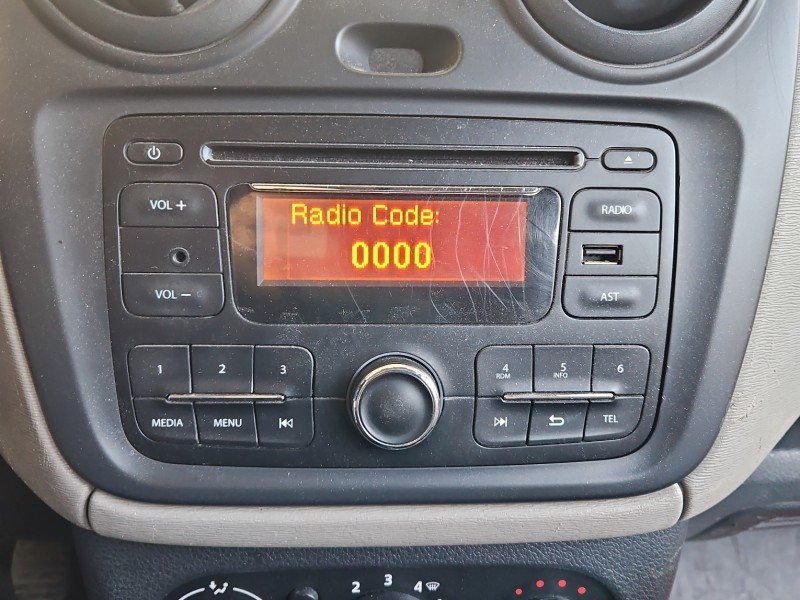 VOL +
Radio Code:
0000
RADIO
VOL −
AST
1
2
3
4
RDM
5
INFO
6
MEDIA
MENU
TEL
2
3
4